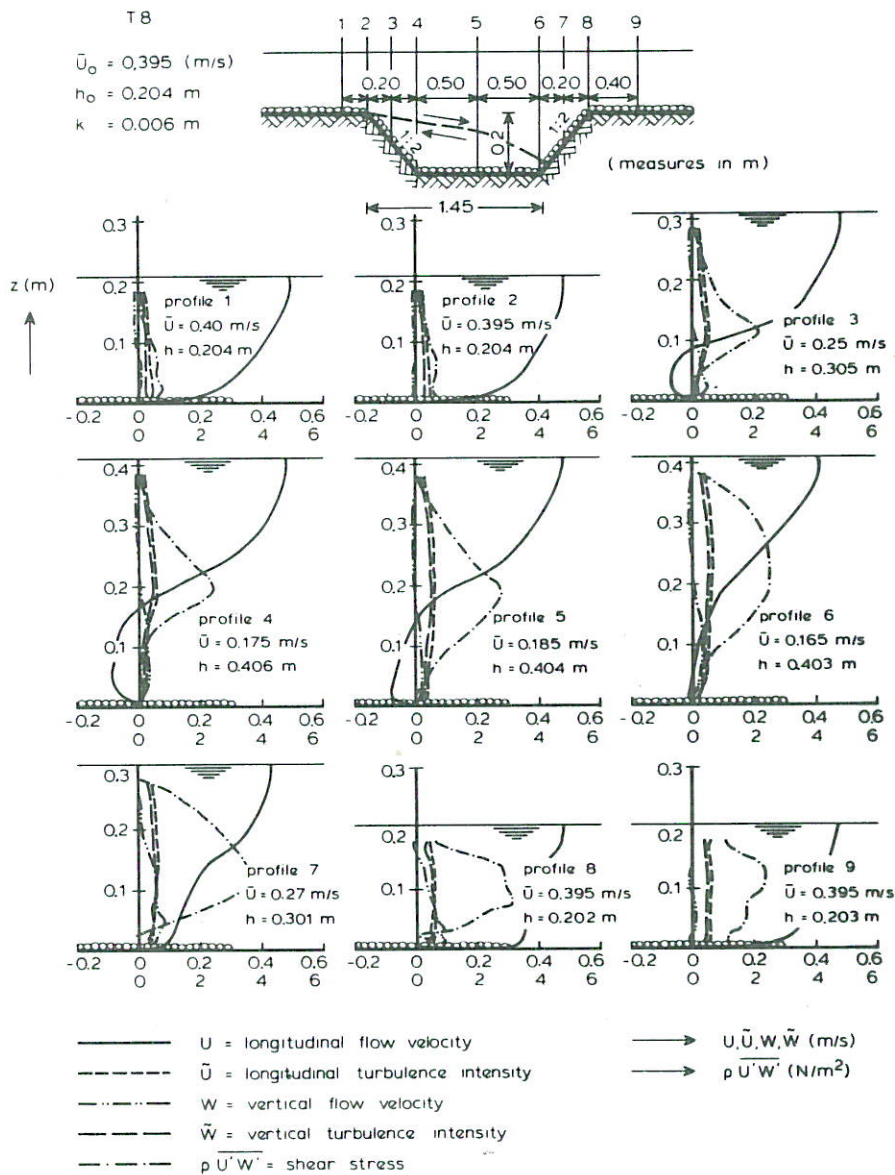 T8
Ū₀ = 0,395 (m/s)
h₀ = 0.204 m
k = 0.006 m
1 2 3 4 5 6 7 8 9
0.20 0.50 0.50 0.20 0.40
1:2 0.2 1:2
(measures in m)
1.45
z (m)
0.3
0.2
0.1
profile 1
Ū = 0.40 m/s
h = 0.204 m
-0.2 0 0.2 0.4 0.6
0 2 4 6
0.3
0.2
0.1
profile 2
Ū = 0.395 m/s
h = 0.204 m
-0.2 0 0.2 0.4 0.6
0 2 4 6
0.3
0.2
0.1
profile 3
Ū = 0.25 m/s
h = 0.305 m
-0.2 0 0.2 0.4 0.6
0 2 4 6
0.4
0.3
0.2
0.1
profile 4
Ū = 0.175 m/s
h = 0.406 m
-0.2 0 0.2 0.4 0.6
0 2 4 6
0.4
0.3
0.2
0.1
profile 5
Ū = 0.185 m/s
h = 0.404 m
-0.2 0 0.2 0.4 0.6
0 2 4 6
0.4
0.3
0.2
0.1
profile 6
Ū = 0.165 m/s
h = 0.403 m
-0.2 0 0.2 0.4 0.6
0 2 4 6
0.3
0.2
0.1
profile 7
Ū = 0.27 m/s
h = 0.301 m
-0.2 0 0.2 0.4 0.6
0 2 4 6
0.3
0.2
0.1
profile 8
Ū = 0,395 m/s
h = 0.202 m
-0.2 0 0.2 0.4 0.6
0 2 4 6
0.3
0.2
0.1
profile 9
Ū = 0,395 m/s
h = 0,203 m
-0.2 0 0.2 0.4 0.6
0 2 4 6
U = longitudinal flow velocity
Ũ = longitudinal turbulence intensity
W = vertical flow velocity
W̃ = vertical turbulence intensity
ρ U'W' = shear stress
U,Ũ,W,W̃ (m/s)
ρ U'W' (N/m²)